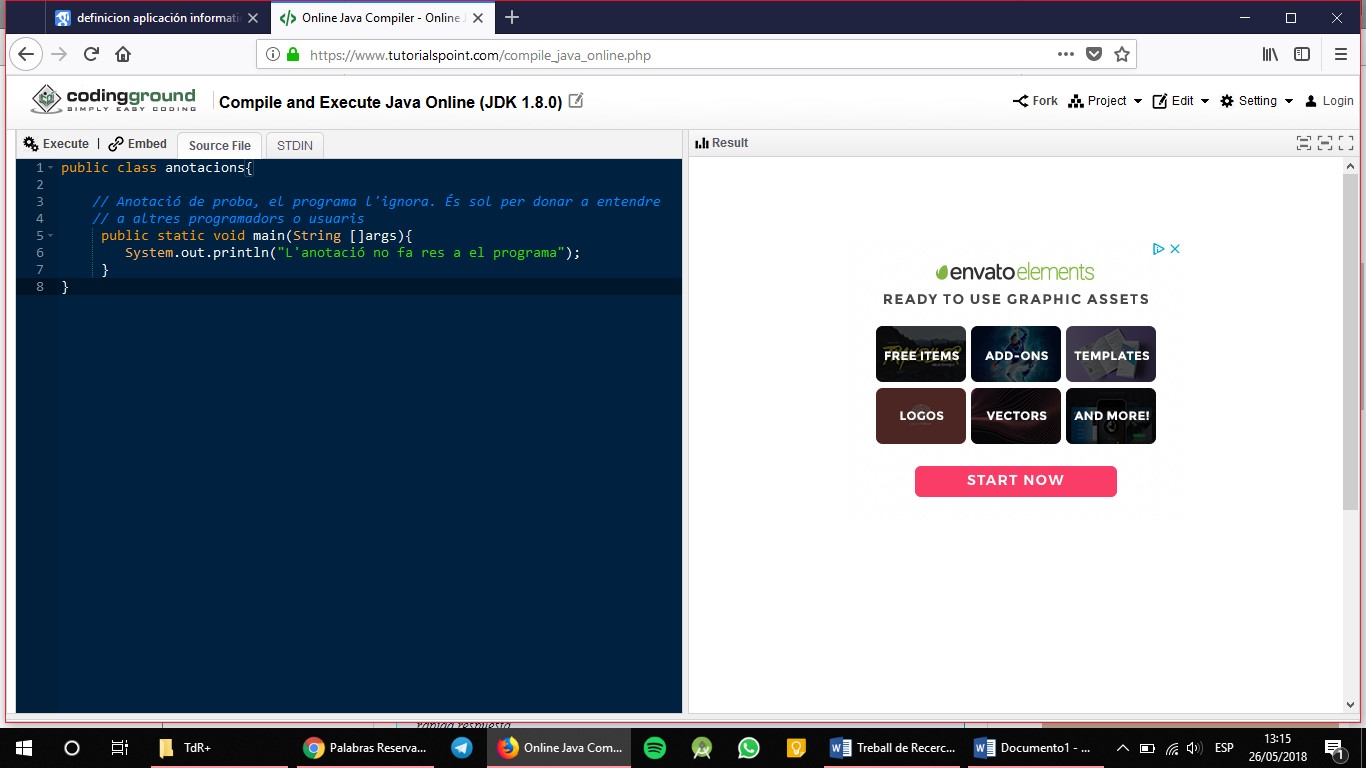 definicion aplicación informati
Online Java Compiler - Online J
https://www.tutorialspoint.com/compile_java_online.php
codingground
SIMPLY EASY CODING
Compile and Execute Java Online (JDK 1.8.0)
Fork
Project
Edit
Setting
Login
Execute | Embed
Source File
STDIN
Result
1 public class anotacions{
2
3 // Anotació de proba, el programa l'ignora. És sol per donar a entendre
4 // a altres programadors o usuaris
5 public static void main(String []args){
6 System.out.println("L'anotació no fa res a el programa");
7 }
8 }
envatoelements
READY TO USE GRAPHIC ASSETS
FREE ITEMS
ADD-ONS
TEMPLATES
LOGOS
VECTORS
AND MORE!
START NOW
TdR+
Palabras Reserva...
Online Java Com...
Treball de Recerc...
Documento1 - ...
ESP
13:15
26/05/2018
1